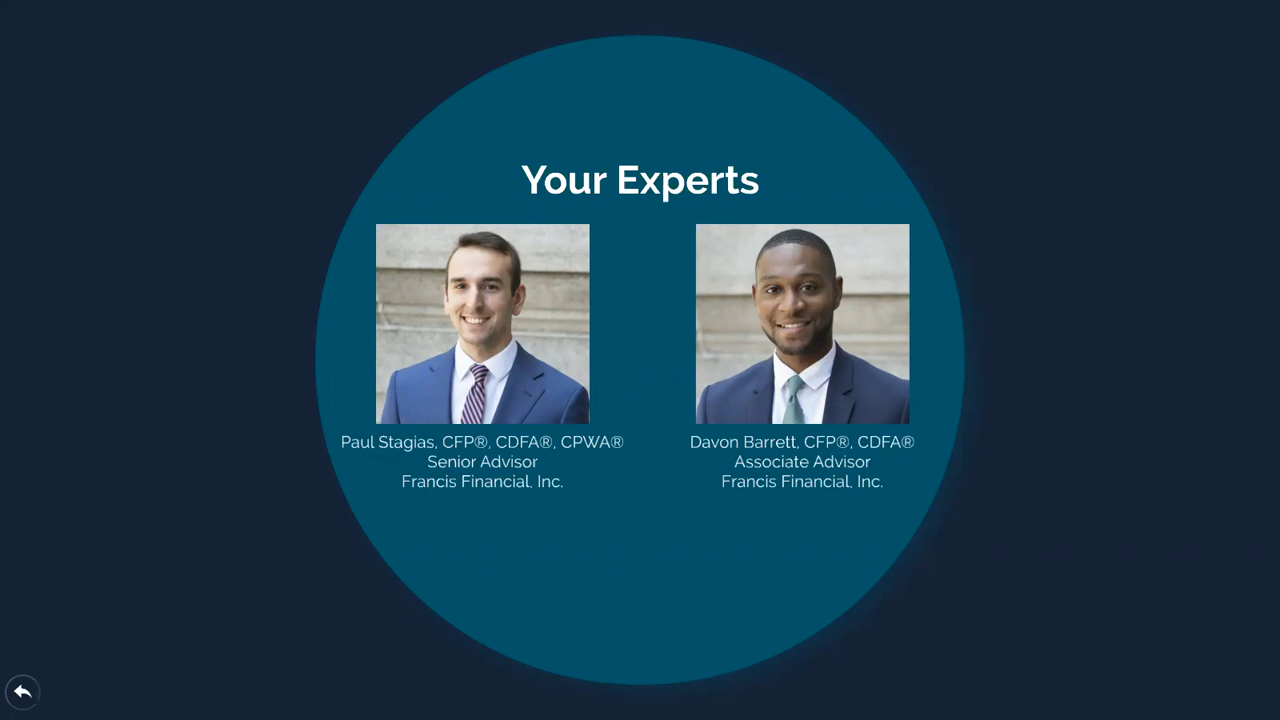 Your Experts
Paul Stagias, CFP®, CDFA®, CPWA®
Senior Advisor
Francis Financial, Inc.
Davon Barrett, CFP®, CDFA®
Associate Advisor
Francis Financial, Inc.